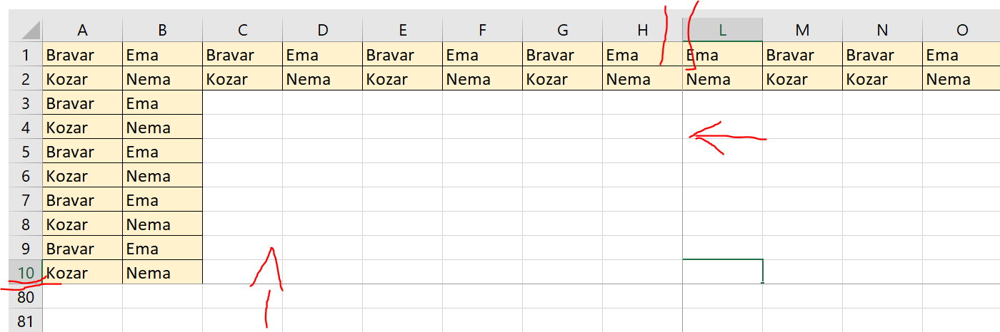 A B C D E F G H L M N O
1 Bravar Ema Bravar Ema Bravar Ema Bravar Ema Ema Bravar Bravar Ema
2 Kozar Nema Kozar Nema Kozar Nema Kozar Nema Nema Kozar Kozar Nema
3 Bravar Ema
4 Kozar Nema
5 Bravar Ema
6 Kozar Nema
7 Bravar Ema
8 Kozar Nema
9 Bravar Ema
10 Kozar Nema
80
81